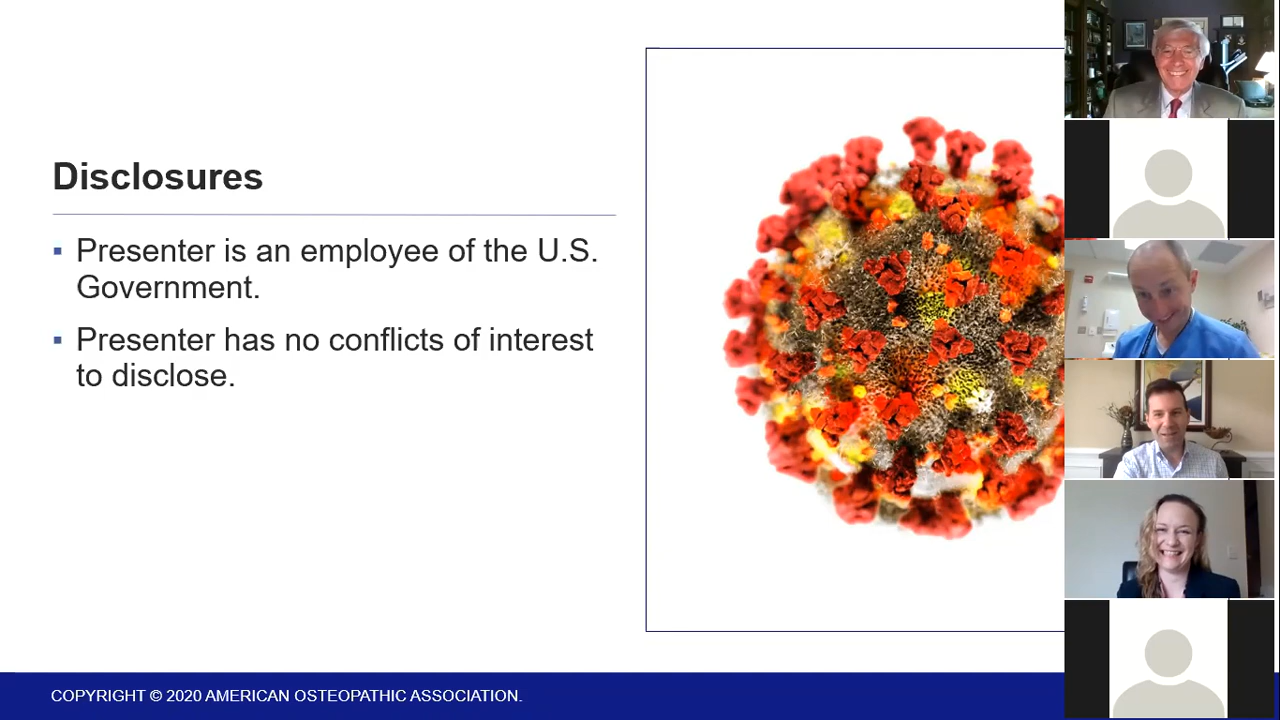 Disclosures
▪ Presenter is an employee of the U.S.
Government.
▪ Presenter has no conflicts of interest
to disclose.
COPYRIGHT © 2020 AMERICAN OSTEOPATHIC ASSOCIATION.